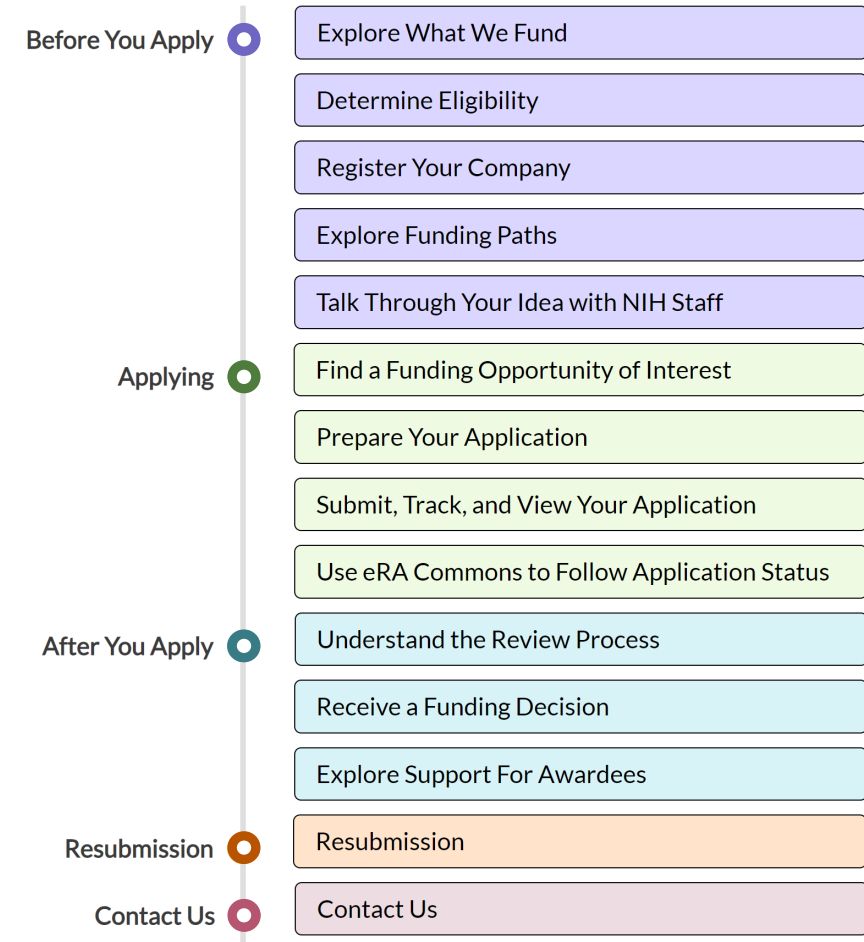 Before You Apply
Explore What We Fund
Determine Eligibility
Register Your Company
Explore Funding Paths
Talk Through Your Idea with NIH Staff
Applying
Find a Funding Opportunity of Interest
Prepare Your Application
Submit, Track, and View Your Application
Use eRA Commons to Follow Application Status
After You Apply
Understand the Review Process
Receive a Funding Decision
Explore Support For Awardees
Resubmission
Resubmission
Contact Us
Contact Us